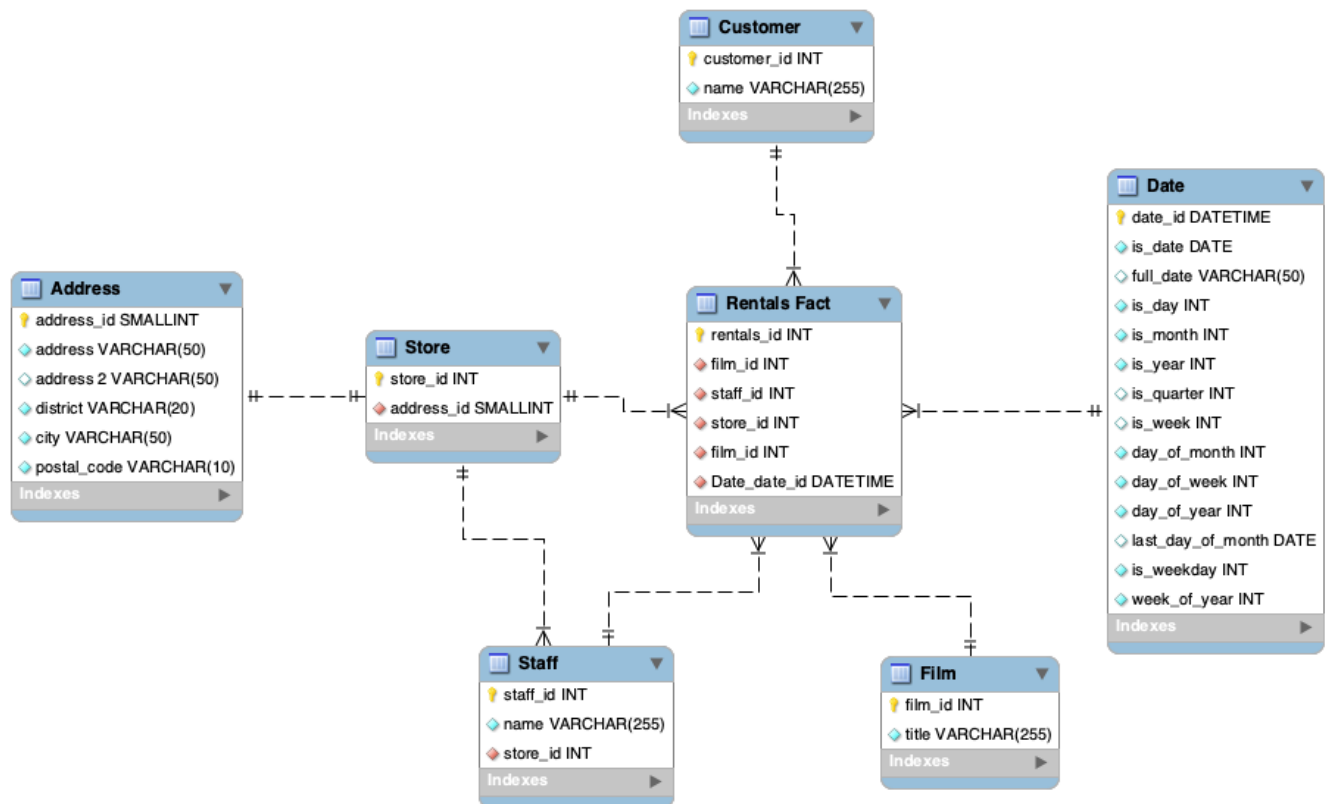 Customer
customer_id INT
name VARCHAR(255)
Indexes
Date
date_id DATETIME
is_date DATE
full_date VARCHAR(50)
is_day INT
is_month INT
is_year INT
is_quarter INT
is_week INT
day_of_month INT
day_of_week INT
day_of_year INT
last_day_of_month DATE
is_weekday INT
week_of_year INT
Indexes
Address
address_id SMALLINT
address VARCHAR(50)
address 2 VARCHAR(50)
district VARCHAR(20)
city VARCHAR(50)
postal_code VARCHAR(10)
Indexes
Store
store_id INT
address_id SMALLINT
Indexes
Rentals Fact
rentals_id INT
film_id INT
staff_id INT
store_id INT
film_id INT
Date_date_id DATETIME
Indexes
Staff
staff_id INT
name VARCHAR(255)
store_id INT
Indexes
Film
film_id INT
title VARCHAR(255)
Indexes